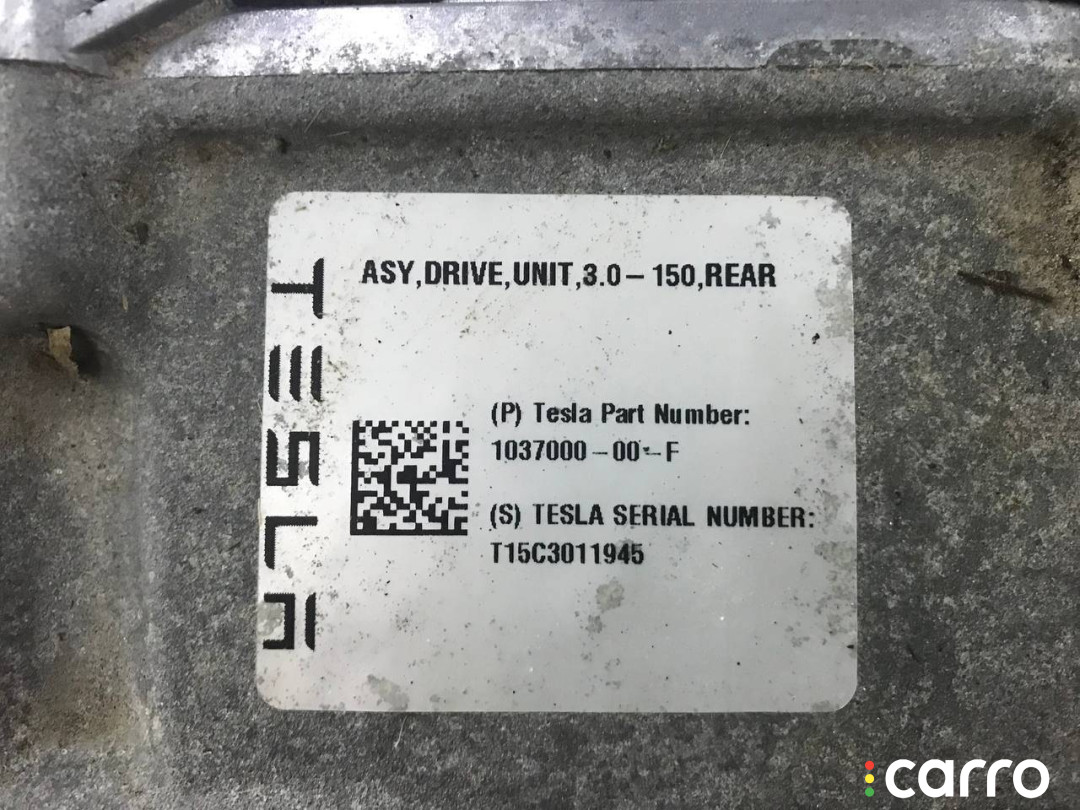 TESLA
ASY,DRIVE,UNIT,3.0-150,REAR
(P) Tesla Part Number:
1037000-00-F
(S) TESLA SERIAL NUMBER:
T15C3011945
carro